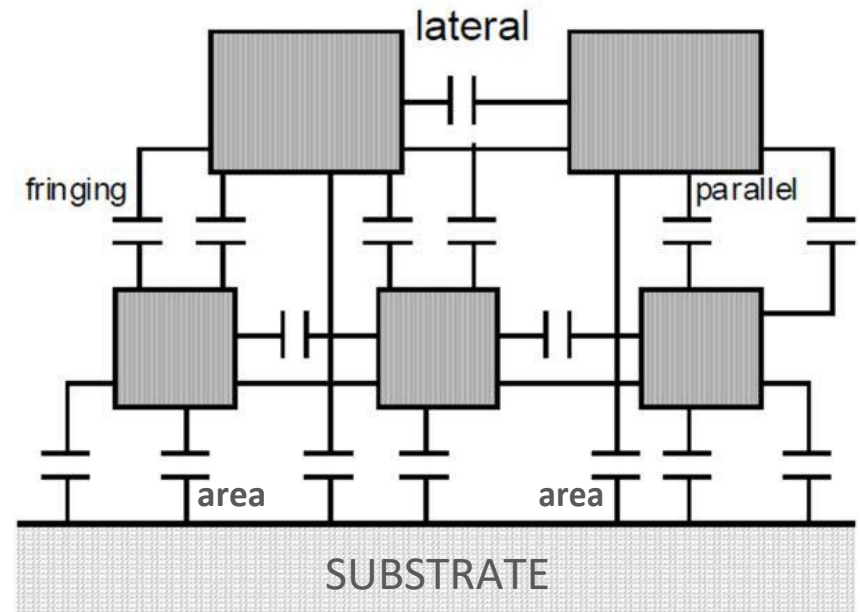 lateral
fringing
parallel
area
area
SUBSTRATE